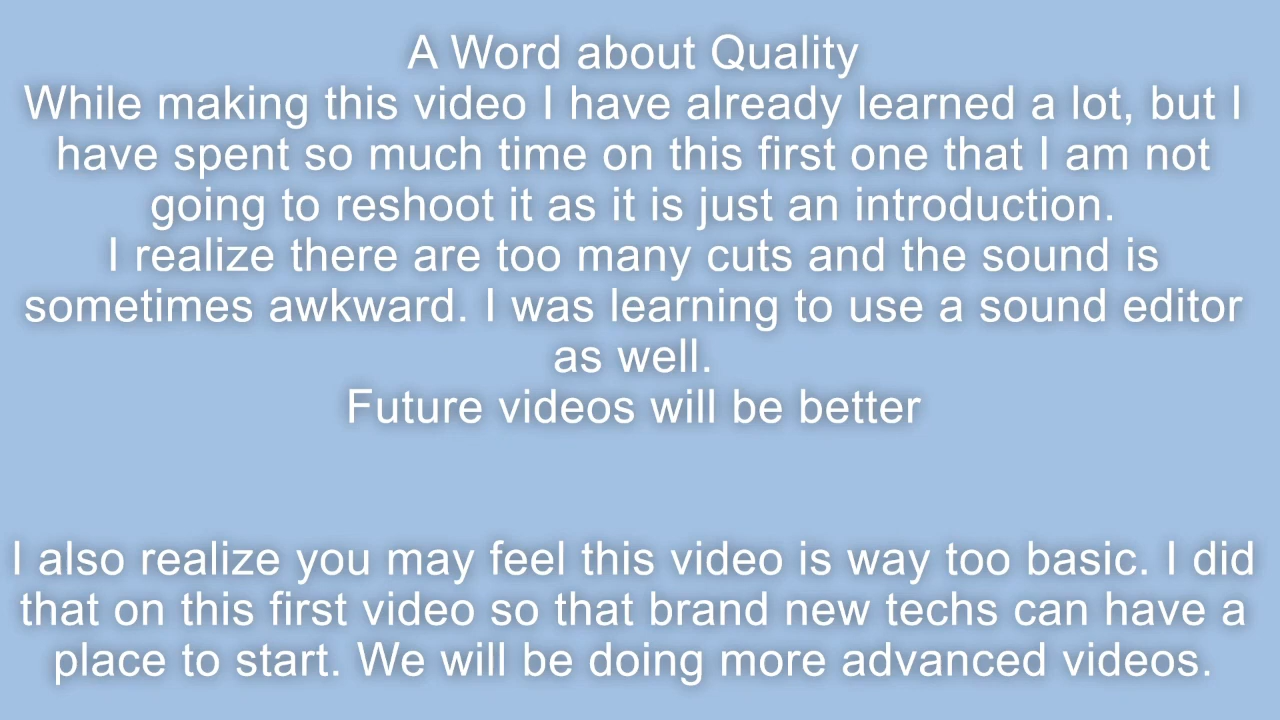 A Word about Quality
While making this video I have already learned a lot, but I
have spent so much time on this first one that I am not
going to reshoot it as it is just an introduction.
I realize there are too many cuts and the sound is
sometimes awkward. I was learning to use a sound editor
as well.
Future videos will be better
I also realize you may feel this video is way too basic. I did
that on this first video so that brand new techs can have a
place to start. We will be doing more advanced videos.